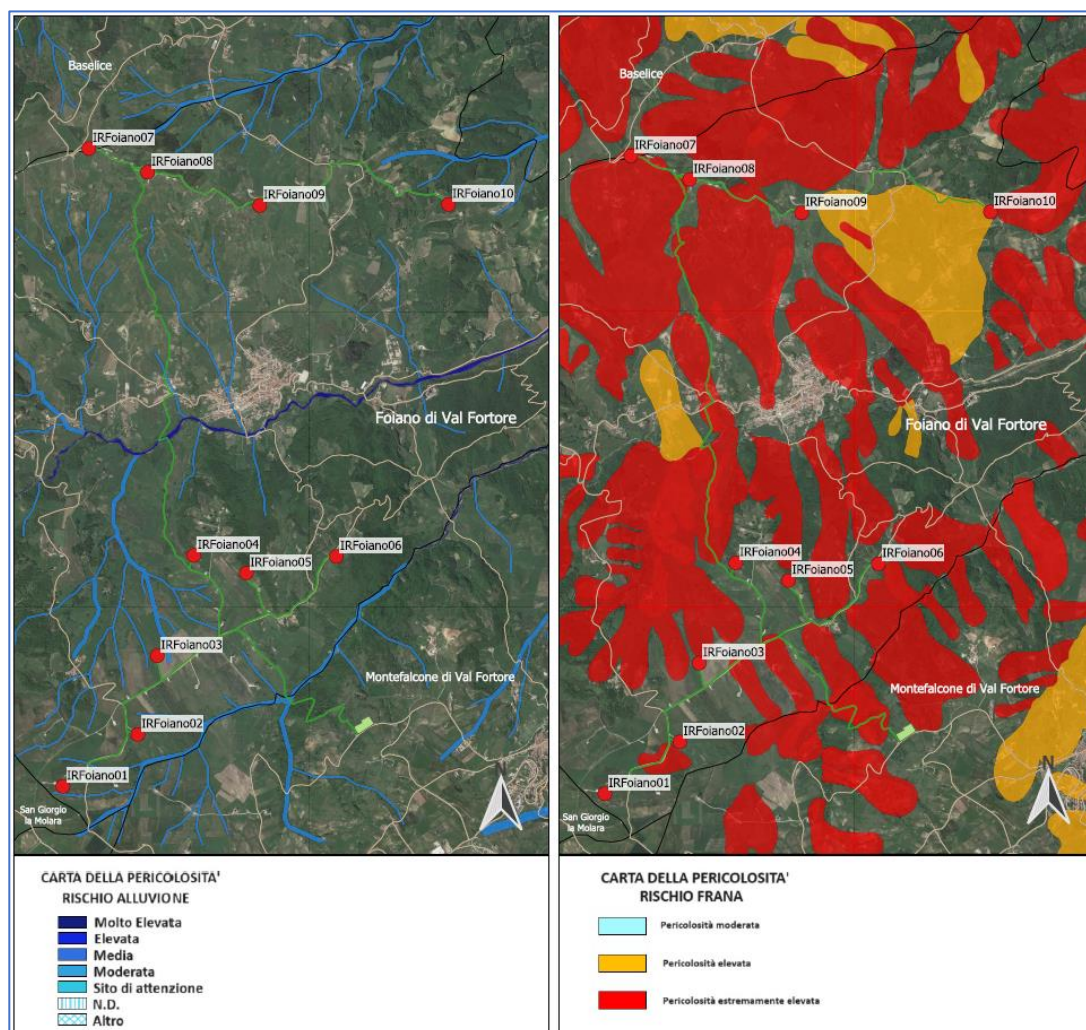 Baselice
IRFoiano07
IRFoiano08
IRFoiano09
IRFoiano10
Foiano di Val Fortore
IRFoiano04
IRFoiano05
IRFoiano06
IRFoiano03
Montefalcone di Val Fortore
IRFoiano02
IRFoiano01
San Giorgio
la Molara
N
CARTA DELLA PERICOLOSITA'
RISCHIO ALLUVIONE
Molto Elevata
Elevata
Media
Moderata
Sito di attenzione
N.D.
Altro
Baselice
IRFoiano07
IRFoiano08
IRFoiano09
IRFoiano10
Foiano di Val Fortore
IRFoiano04
IRFoiano05
IRFoiano06
IRFoiano03
Montefalcone di Val Fortore
IRFoiano02
IRFoiano01
San Giorgio
la Molara
N
CARTA DELLA PERICOLOSITA'
RISCHIO FRANA
Pericolosità moderata
Pericolosità elevata
Pericolosità estremamente elevata